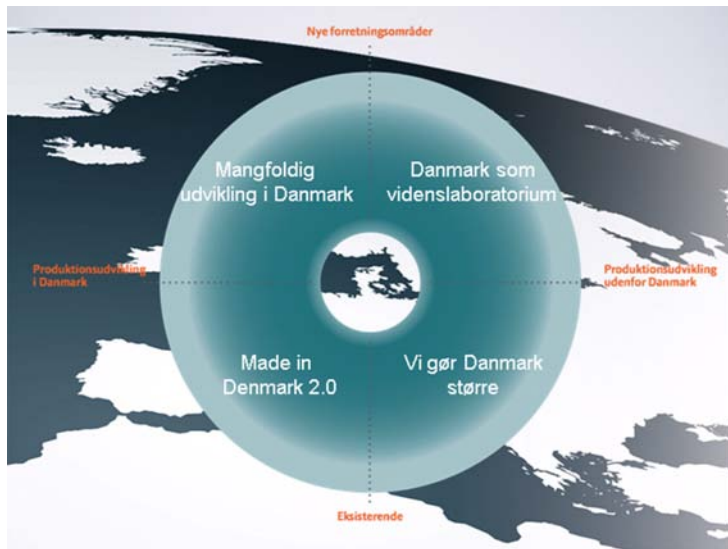 Nye forretningsområder
Mangfoldig
udvikling i Danmark
Danmark som
videnslaboratorium
Produktionsudvikling
i Danmark
Produktionsudvikling
udenfor Danmark
Made in
Denmark 2.0
Vi gør Danmark
større
Eksisterende